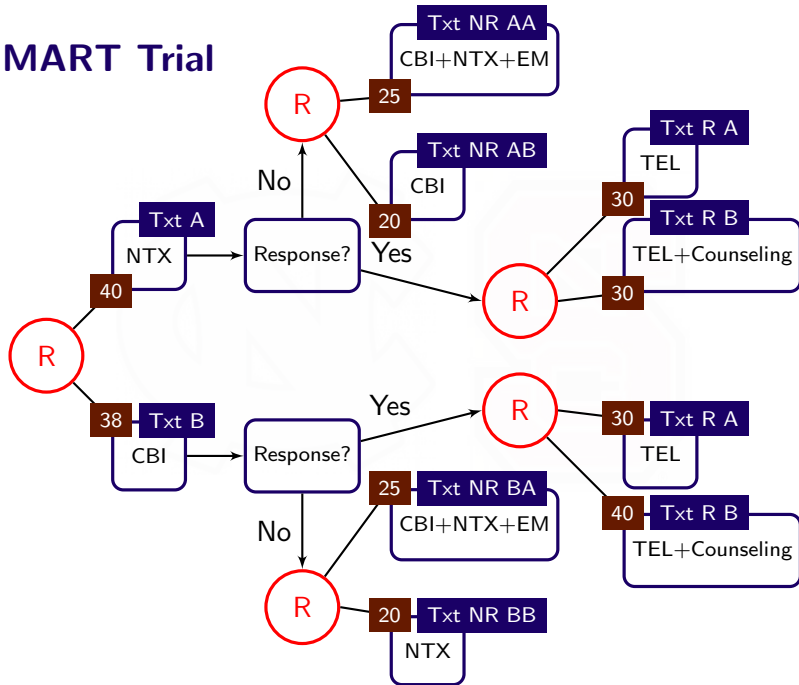 MART Trial
Txt NR AA
CBI+NTX+EM
25
R
Txt NR AB
CBI
20
No
Txt A
NTX
40
Response?
Yes
R
Txt R A
TEL
30
Txt R B
TEL+Counseling
30
R
38
Txt B
CBI
Response?
Yes
R
30
Txt R A
TEL
40
Txt R B
TEL+Counseling
No
25
Txt NR BA
CBI+NTX+EM
R
20
Txt NR BB
NTX